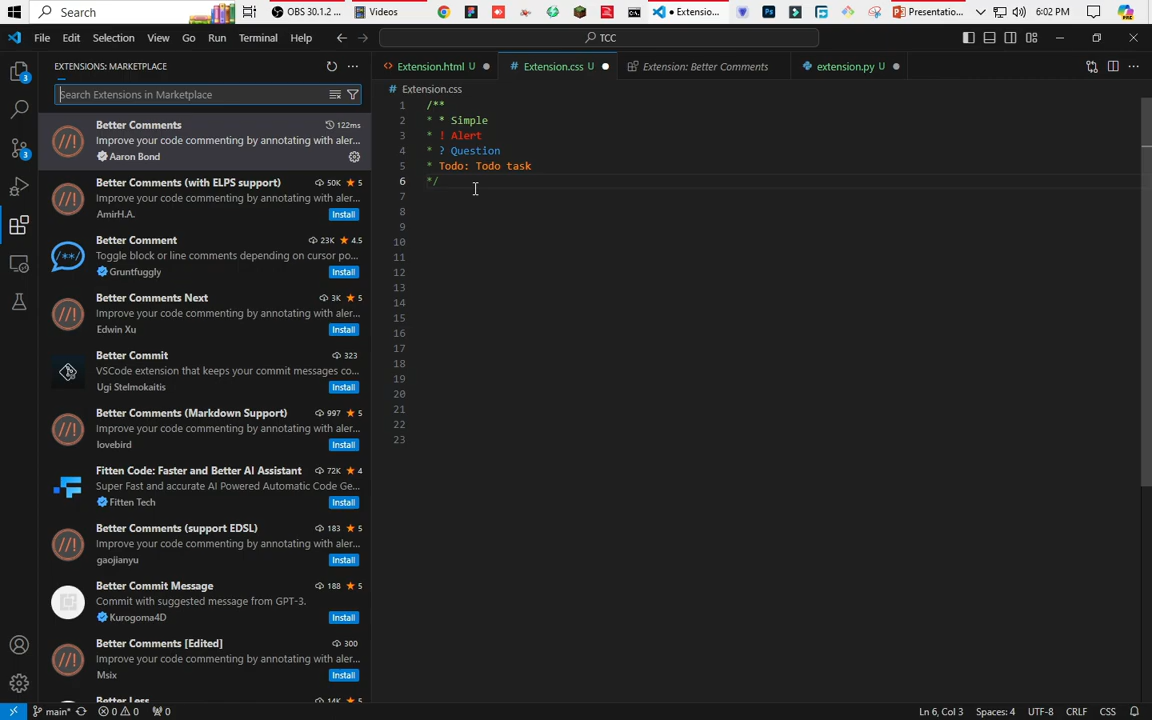 Search OBS 30.1.2 ... Videos • Extensio... Presentatio... 6:02 PM
File Edit Selection View Go Run Terminal Help TCC
EXTENSIONS: MARKETPLACE
Search Extensions in Marketplace
Better Comments 122ms
Improve your code commenting by annotating with aler...
Aaron Bond
Better Comments (with ELPS support) 50K 5
Improve your code commenting by annotating with aler...
AmirH.A. Install
Better Comment 23K 4.5
Toggle block or line comments depending on cursor po...
Gruntfuggly Install
Better Comments Next 3K 5
Improve your code commenting by annotating with aler...
Edwin Xu Install
Better Commit 323
VSCode extension that keeps your commit messages co...
Ugi Stelmokaitis Install
Better Comments (Markdown Support) 997 5
Improve your code commenting by annotating with aler...
lovebird Install
Fitten Code: Faster and Better AI Assistant 72K 4
Super Fast and accurate AI Powered Automatic Code Ge...
Fitten Tech Install
Better Comments (support EDSL) 183 5
Improve your code commenting by annotating with aler...
gaojianyu Install
Better Commit Message 188 5
Commit with suggested message from GPT-3.
Kurogoma4D Install
Better Comments [Edited] 300
Improve your code commenting by annotating with aler...
Msix Install
Better Less 14K 5
3
3
Extension.html U # Extension.css U Extension: Better Comments extension.py U
# Extension.css
1 /**
2 * * Simple
3 * ! Alert
4 * ? Question
5 * Todo: Todo task
6 */
7
8
9
10
11
12
13
14
15
16
17
18
19
20
21
22
23
main* 0 0 0 Ln 6, Col 3 Spaces: 4 UTF-8 CRLF CSS